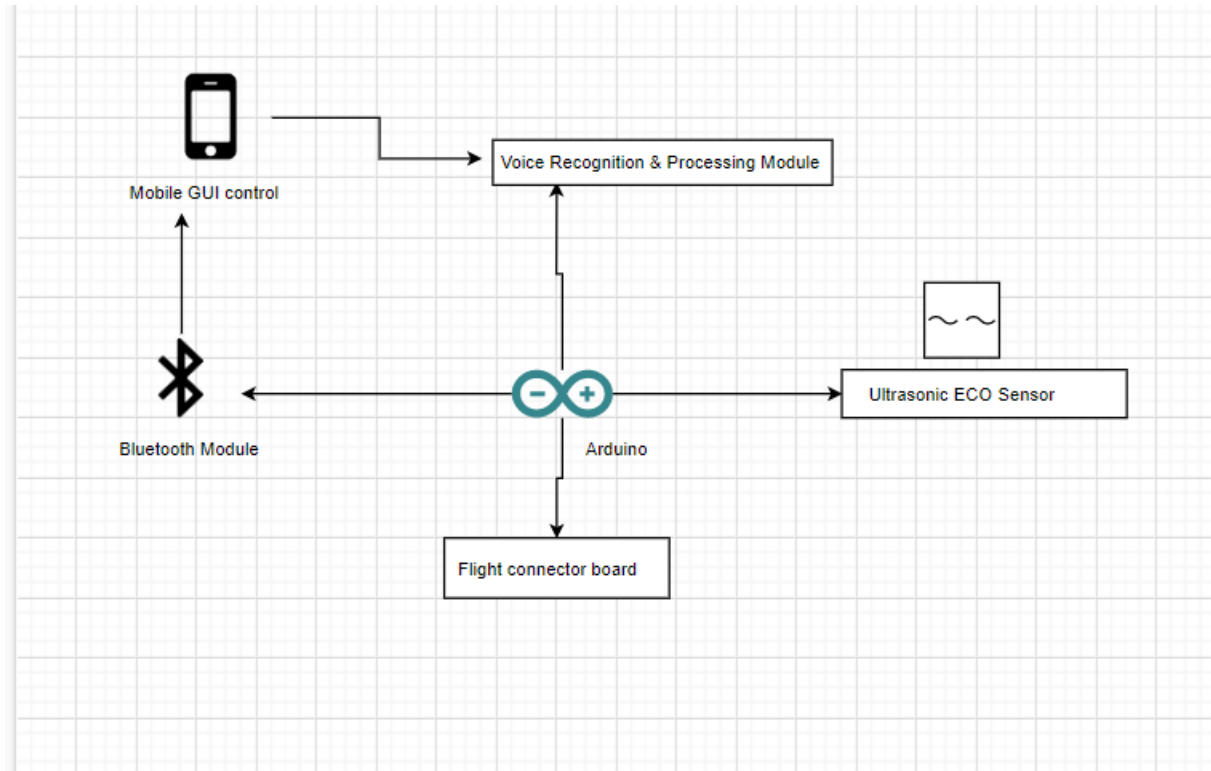 Voice Recognition & Processing Module
Mobile GUI control
Ultrasonic ECO Sensor
Bluetooth Module
Arduino
Flight connector board